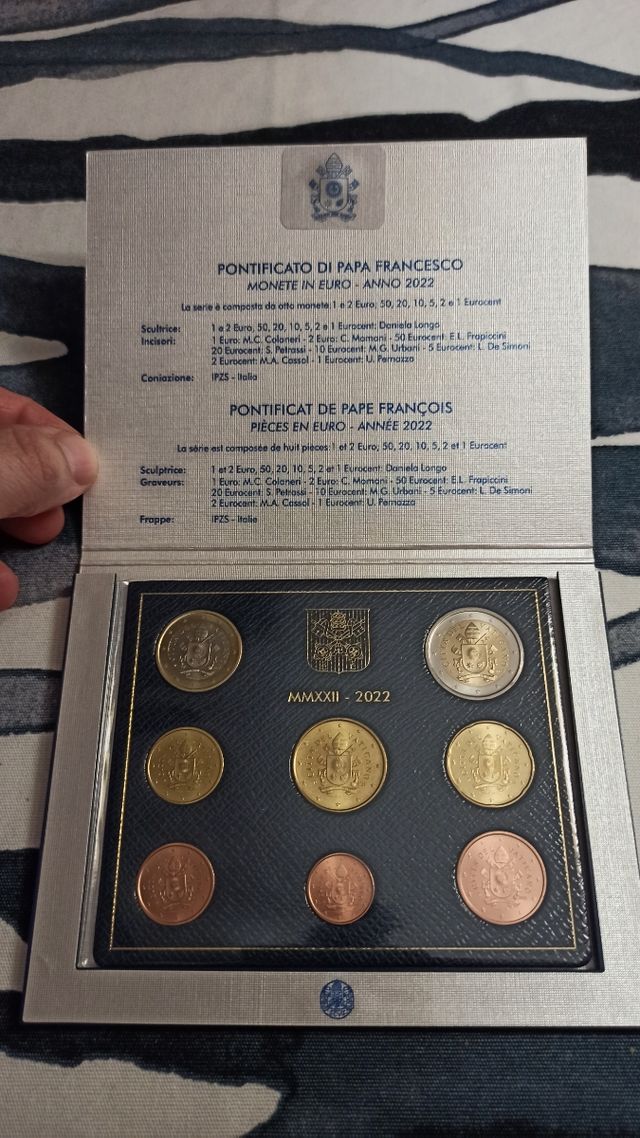 PONTIFICATO DI PAPA FRANCESCO
MONETE IN EURO - ANNO 2022
La serie è composta da otto monete: 1 e 2 Euro; 50, 20, 10, 5, 2 e 1 Eurocent
Scultrice: 1 e 2 Euro, 50, 20, 10, 5, 2 e 1 Eurocent: Daniela Longo
Incisori: 1 Euro: M.C. Colaneri - 2 Euro: C. Momoni - 50 Eurocent: E.L. Frapiccini
20 Eurocent: S. Petrassi - 10 Eurocent: M.G. Urbani - 5 Eurocent: L. De Simoni
2 Eurocent: M.A. Cassol - 1 Eurocent: U. Pernazza
Coniazione: IPZS - Italia
PONTIFICAT DE PAPE FRANÇOIS
PIÈCES EN EURO - ANNÉE 2022
La série est composée de huit pièces: 1 et 2 Euro, 50, 20, 10, 5, 2 et 1 Eurocent
Sculptrice: 1 et 2 Euro, 50, 20, 10, 5, 2 et 1 Eurocent: Daniela Longo
Graveurs: 1 Euro: M.C. Colaneri - 2 Euro: C. Momoni - 50 Eurocent: E.L. Frapiccini
20 Eurocent: S. Petrassi - 10 Eurocent: M.G. Urbani - 5 Eurocent: L. De Simoni
2 Eurocent: M.A. Cassol - 1 Eurocent: U. Pernazza
Frappe: IPZS - Italie
MMXXII - 2022